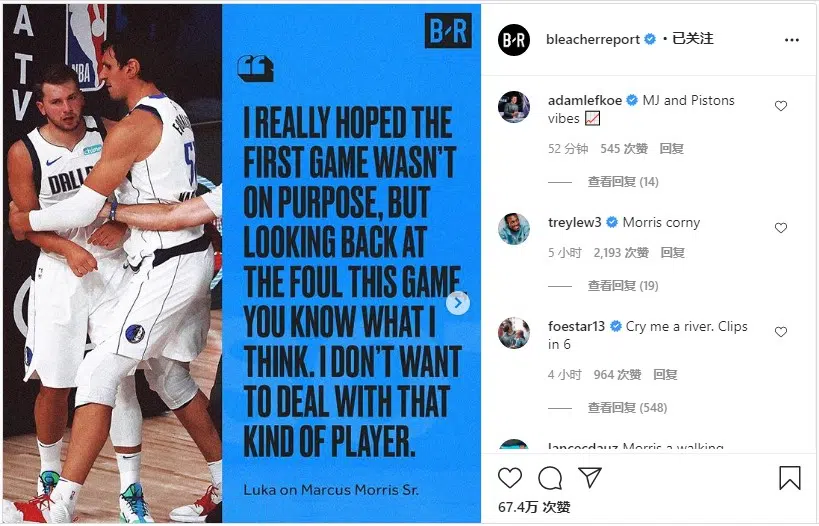 A
T
V
NBA
DALL
5
B/R
I REALLY HOPED THE
FIRST GAME WASN'T
ON PURPOSE, BUT
LOOKING BACK AT
THE FOUL THIS GAME,
YOU KNOW WHAT I
THINK. I DON'T WANT
TO DEAL WITH THAT
KIND OF PLAYER.
Luka on Marcus Morris Sr.
B/R
bleacherreport • 已关注
adamlefkoe MJ and Pistons
vibes
52 分钟 545 次赞 回复
查看回复 (14)
treylew3 Morris corny
5 小时 2,193 次赞 回复
查看回复 (19)
foestar13 Cry me a river. Clips
in 6
4 小时 964 次赞 回复
查看回复 (548)
lancecdauz Morris a walking
67.4万 次赞